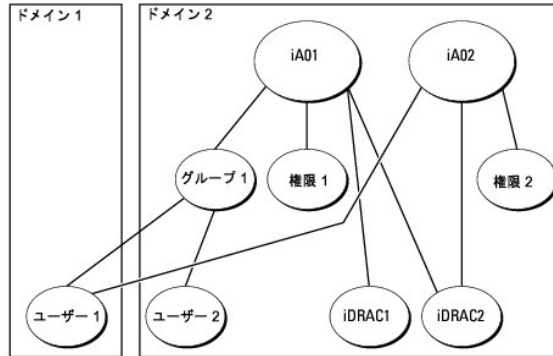 ドメイン 1
ドメイン 2
iA01
iA02
グループ 1
権限 1
権限 2
ユーザー 1
ユーザー 2
iDRAC1
iDRAC2